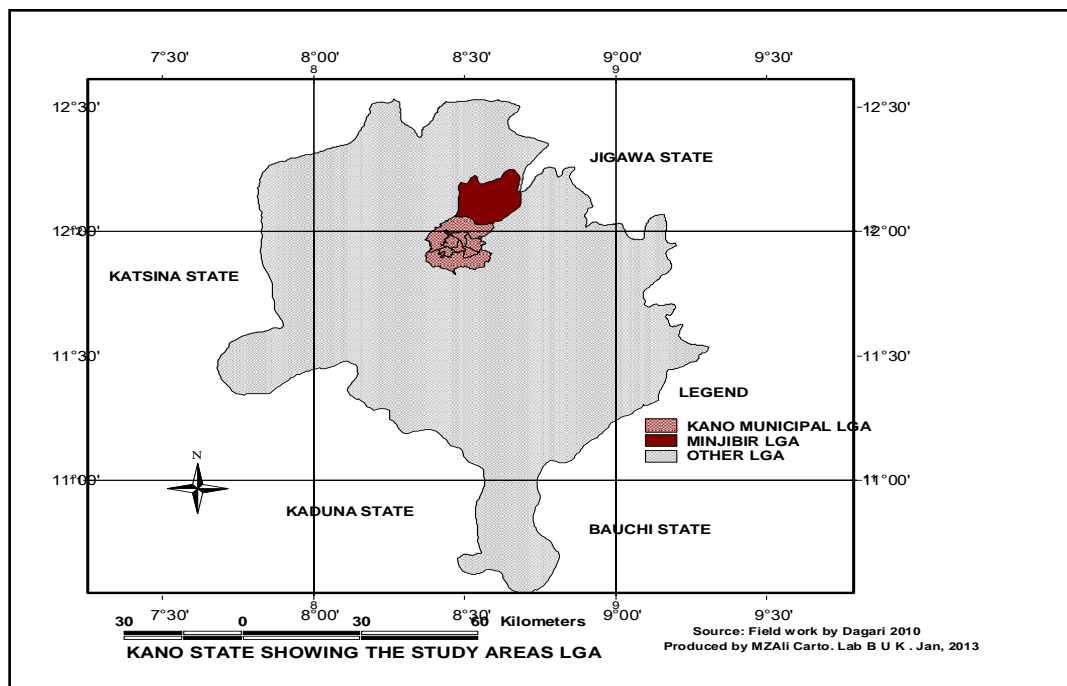 7°30' 8°00' 8°30' 9°00' 9°30'
8 9
12°30' 12°30'
JIGAWA STATE
12°00' 12°00'
KATSINA STATE
11°30' 11°30'
LEGEND
KANO MUNICIPAL LGA
MINJIBIR LGA
OTHER LGA
N
11°00' 11°00'
KADUNA STATE
BAUCHI STATE
8 9
7°30' 8°00' 8°30' 9°00' 9°30'
30 0 30 60 Kilometers
Source: Field work by Dagari 2010
Produced by MZAli Carto. Lab B U K . Jan, 2013
KANO STATE SHOWING THE STUDY AREAS LGA